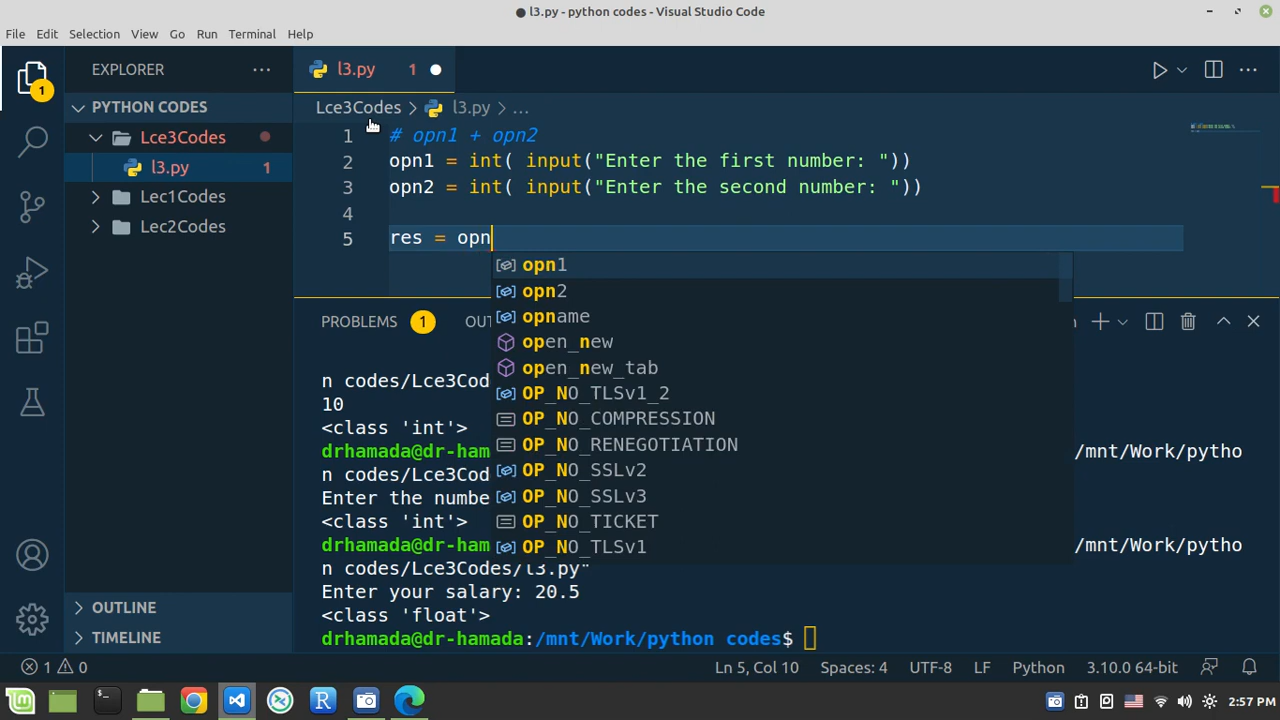 l3.py - python codes - Visual Studio Code
File Edit Selection View Go Run Terminal Help
1
EXPLORER
l3.py 1
PYTHON CODES
Lce3Codes
l3.py 1
Lec1Codes
Lec2Codes
Lce3Codes > l3.py > ...
1 # opn1 + opn2
2 opn1 = int( input("Enter the first number: "))
3 opn2 = int( input("Enter the second number: "))
4
5 res = opn
opn1
opn2
opname
open_new
open_new_tab
OP_NO_TLSv1_2
OP_NO_COMPRESSION
OP_NO_RENEGOTIATION
OP_NO_SSLv2
OP_NO_SSLv3
OP_NO_TICKET
OP_NO_TLSv1
PROBLEMS 1 OUT
n codes/Lce3Cod
10
<class 'int'>
drhamada@dr-ham /mnt/Work/pytho
n codes/Lce3Cod
Enter the numbe
<class 'int'>
drhamada@dr-ham /mnt/Work/pytho
n codes/Lce3Codes/l3.py"
Enter your salary: 20.5
<class 'float'>
drhamada@dr-hamada:/mnt/Work/python codes$
OUTLINE
TIMELINE
1 0 Ln 5, Col 10 Spaces: 4 UTF-8 LF Python 3.10.0 64-bit
2:57 PM